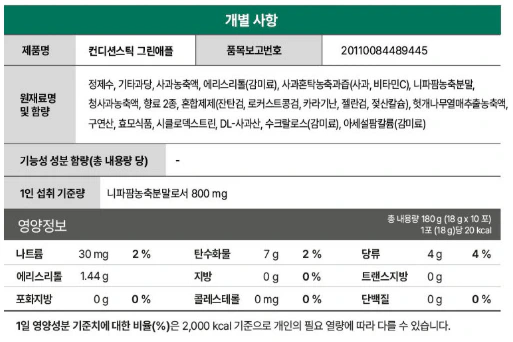 개별 사항
제품명 컨디션스틱 그린애플 품목보고번호 20110084489445
원재료명 및 함량
정제수, 기타과당, 사과농축액, 에리스리톨(감미료), 사과혼탁농축과즙(사과, 비타민C), 니파팜농축분말,
청사과농축액, 향료 2종, 혼합제제(잔탄검, 로커스트콩검, 카라기난, 젤란검, 젖산칼슘), 헛개나무열매추출농축액,
구연산, 효모식품, 시클로덱스트린, DL-사과산, 수크랄로스(감미료), 아세설팜칼륨(감미료)
기능성 성분 함량(총 내용량 당) -
1인 섭취 기준량 니파팜농축분말로서 800 mg
영양정보
총 내용량 180 g (18 g x 10 포)
1포 (18 g)당 20 kcal
나트륨 30 mg 2 % 탄수화물 7 g 2 % 당류 4 g 4 %
에리스리톨 1.44 g 지방 0 g 0 % 트랜스지방 0 g
포화지방 0 g 0 % 콜레스테롤 0 mg 0 % 단백질 0 g 0 %
1일 영양성분 기준치에 대한 비율(%)은 2,000 kcal 기준으로 개인의 필요 열량에 따라 다를 수 있습니다.